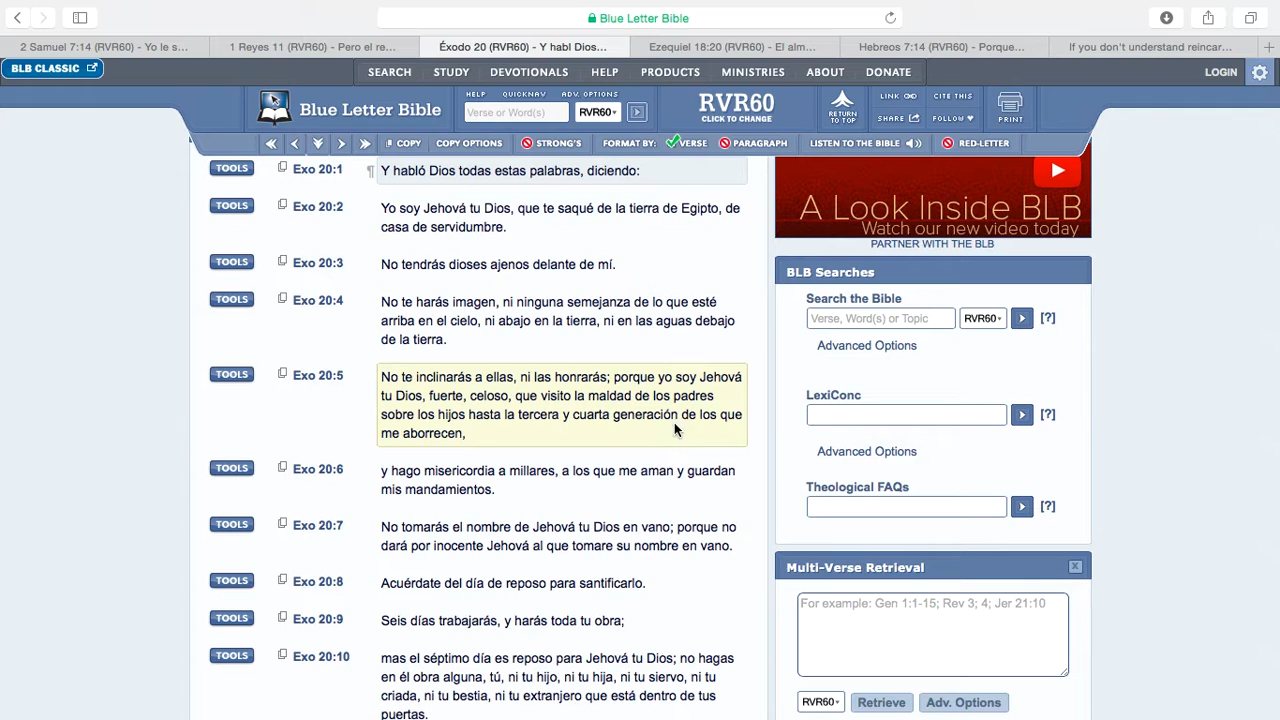 Blue Letter Bible
2 Samuel 7:14 (RVR60) - Yo le s...
1 Reyes 11 (RVR60) - Pero el re...
Éxodo 20 (RVR60) - Y habl Dios...
Ezequiel 18:20 (RVR60) - El alm...
Hebreos 7:14 (RVR60) - Porque...
If you don't understand reincar...
BLB CLASSIC
SEARCH STUDY DEVOTIONALS HELP PRODUCTS MINISTRIES ABOUT DONATE
LOGIN
Blue Letter Bible
HELP QUICKNAV ADV. OPTIONS
Verse or Word(s) RVR60
RVR60
CLICK TO CHANGE
RETURN
TO TOP
LINK CITE THIS
SHARE FOLLOW
PRINT
COPY COPY OPTIONS STRONG'S FORMAT BY: VERSE PARAGRAPH LISTEN TO THE BIBLE RED-LETTER
TOOLS Exo 20:1 ¶ Y habló Dios todas estas palabras, diciendo:
TOOLS Exo 20:2 Yo soy Jehová tu Dios, que te saqué de la tierra de Egipto, de
casa de servidumbre.
TOOLS Exo 20:3 No tendrás dioses ajenos delante de mí.
TOOLS Exo 20:4 No te harás imagen, ni ninguna semejanza de lo que esté
arriba en el cielo, ni abajo en la tierra, ni en las aguas debajo
de la tierra.
TOOLS Exo 20:5 No te inclinarás a ellas, ni las honrarás; porque yo soy Jehová
tu Dios, fuerte, celoso, que visito la maldad de los padres
sobre los hijos hasta la tercera y cuarta generación de los que
me aborrecen,
TOOLS Exo 20:6 y hago misericordia a millares, a los que me aman y guardan
mis mandamientos.
TOOLS Exo 20:7 No tomarás el nombre de Jehová tu Dios en vano; porque no
dará por inocente Jehová al que tomare su nombre en vano.
TOOLS Exo 20:8 Acuérdate del día de reposo para santificarlo.
TOOLS Exo 20:9 Seis días trabajarás, y harás toda tu obra;
TOOLS Exo 20:10 mas el séptimo día es reposo para Jehová tu Dios; no hagas
en él obra alguna, tú, ni tu hijo, ni tu hija, ni tu siervo, ni tu
criada, ni tu bestia, ni tu extranjero que está dentro de tus
puertas.
A Look Inside BLB
Watch our new video today
PARTNER WITH THE BLB
BLB Searches
Search the Bible
Verse, Word(s) or Topic RVR60 [?]
Advanced Options
LexiConc
[?]
Advanced Options
Theological FAQs
[?]
Multi-Verse Retrieval
For example: Gen 1:1-15; Rev 3; 4; Jer 21:10
RVR60 Retrieve Adv. Options